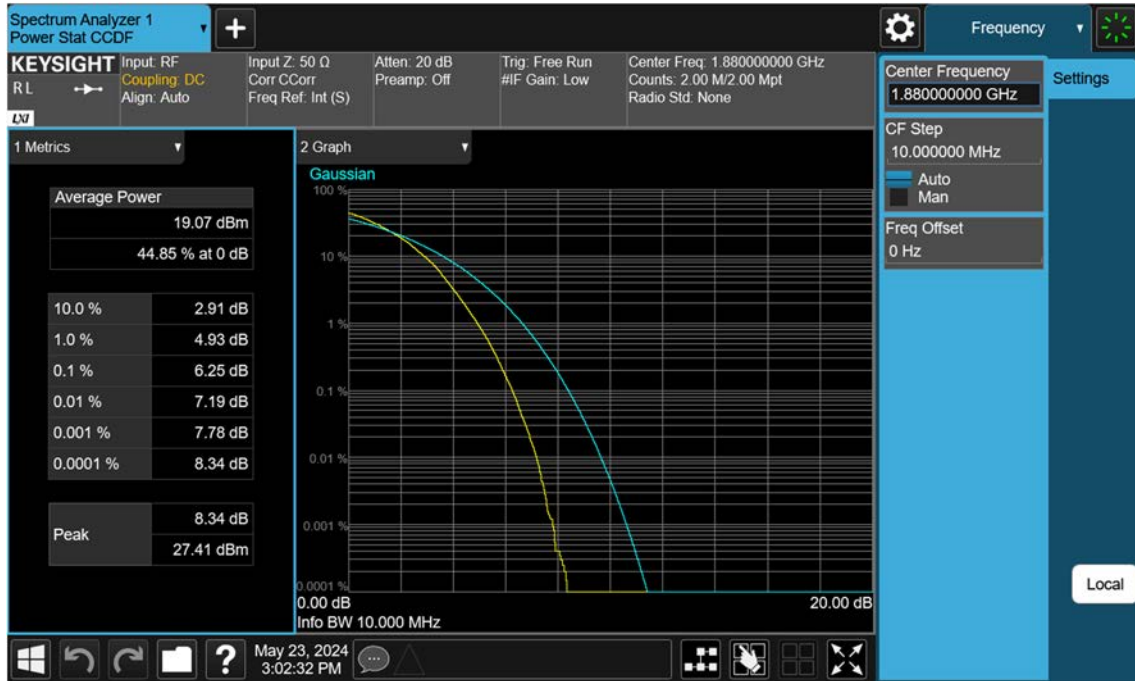 Spectrum Analyzer 1
Power Stat CCDF
Frequency
KEYSIGHT
R L
LXI
Input: RF
Coupling: DC
Align: Auto
Input Z: 50 Ω
Corr CCorr
Freq Ref: Int (S)
Atten: 20 dB
Preamp: Off
Trig: Free Run
#IF Gain: Low
Center Freq: 1.880000000 GHz
Counts: 2.00 M/2.00 Mpt
Radio Std: None
Center Frequency
1.880000000 GHz
Settings
CF Step
10.000000 MHz
Auto
Man
Freq Offset
0 Hz
Local
1 Metrics
Average Power
19.07 dBm
44.85 % at 0 dB
10.0 % 2.91 dB
1.0 % 4.93 dB
0.1 % 6.25 dB
0.01 % 7.19 dB
0.001 % 7.78 dB
0.0001 % 8.34 dB
Peak
8.34 dB
27.41 dBm
2 Graph
Gaussian
100 %
10 %
1 %
0.1 %
0.01 %
0.001 %
0.0001 %
0.00 dB 20.00 dB
Info BW 10.000 MHz
?
May 23, 2024
3:02:32 PM